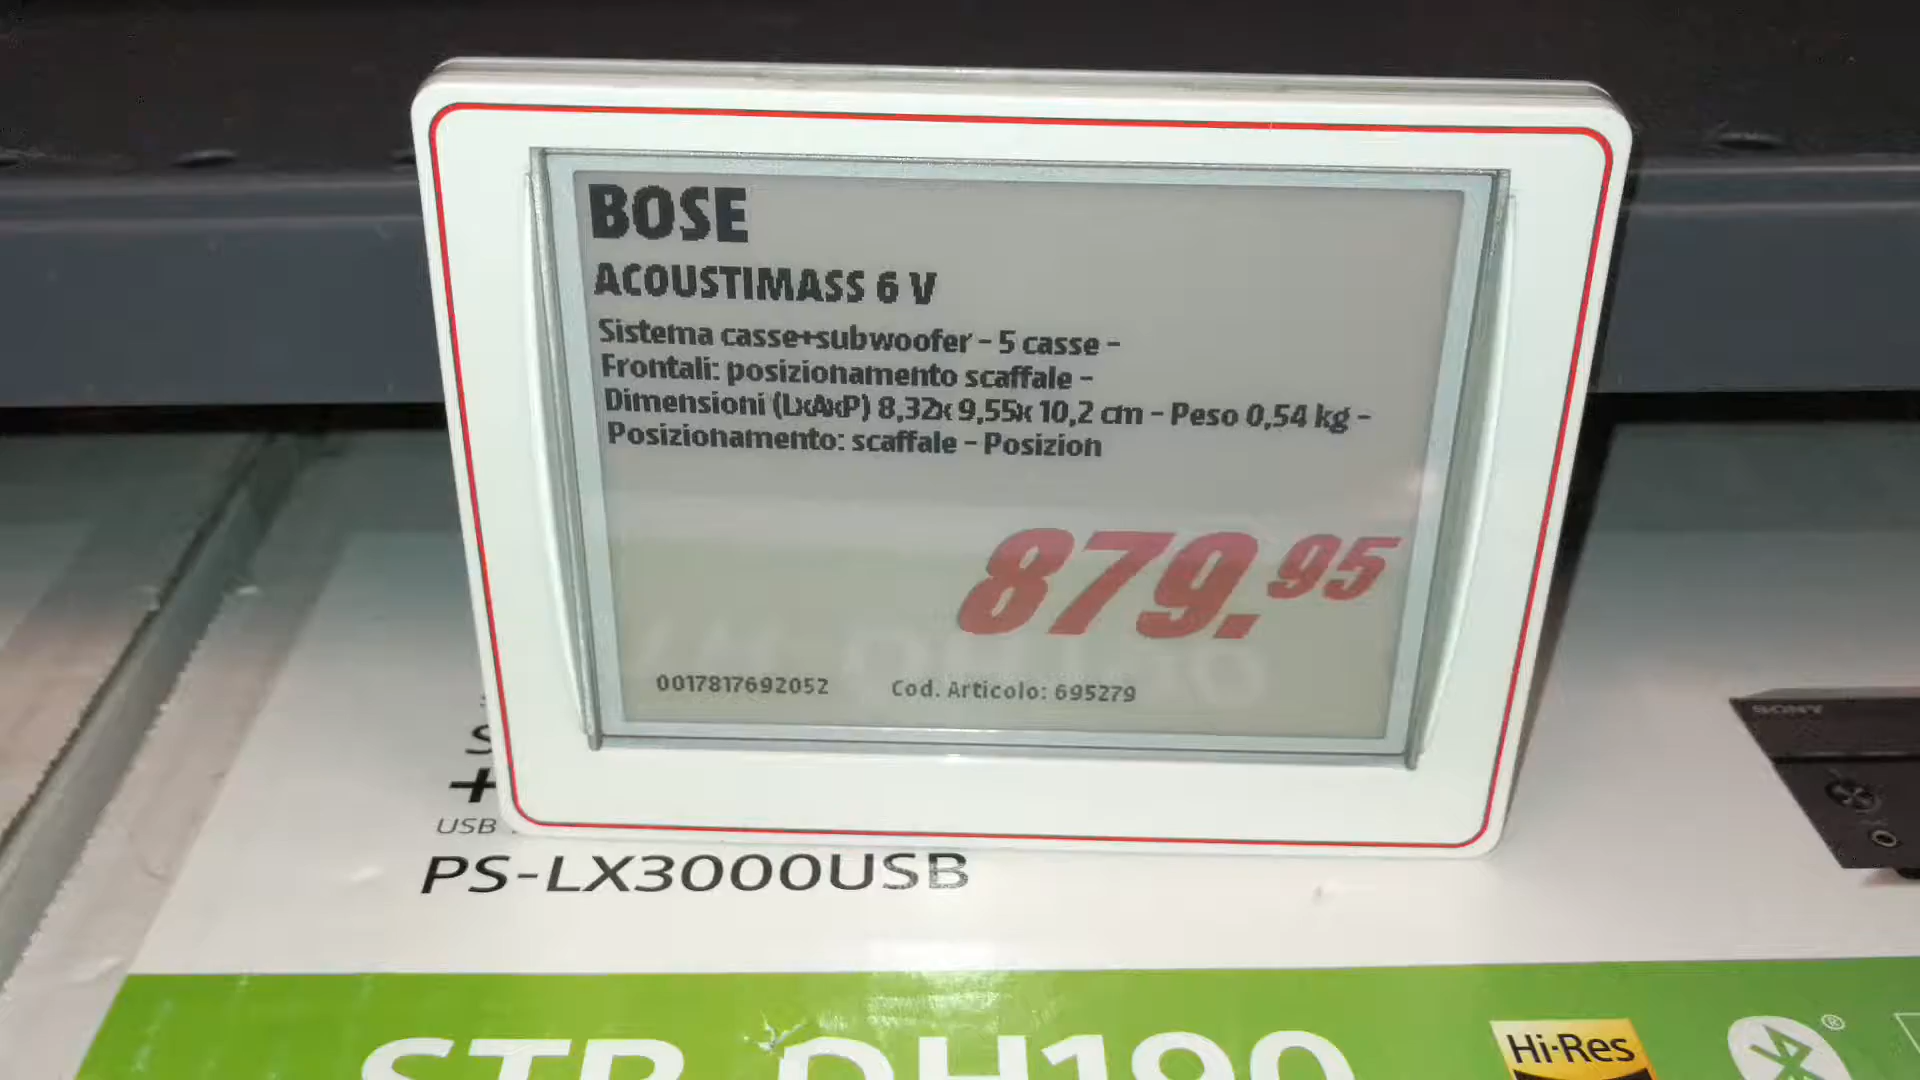 BOSE
ACOUSTIMASS 6 V
Sistema casse+subwoofer - 5 casse -
Frontali: posizionamento scaffale -
Dimensioni (LxAxP) 8,32x 9,55x 10,2 cm - Peso 0,54 kg -
Posizionamento: scaffale - Posizion
879.95
0017817692052 Cod. Articolo: 695279
SONY
+
USB
PS-LX3000USB
STR-DH190
Hi-Res